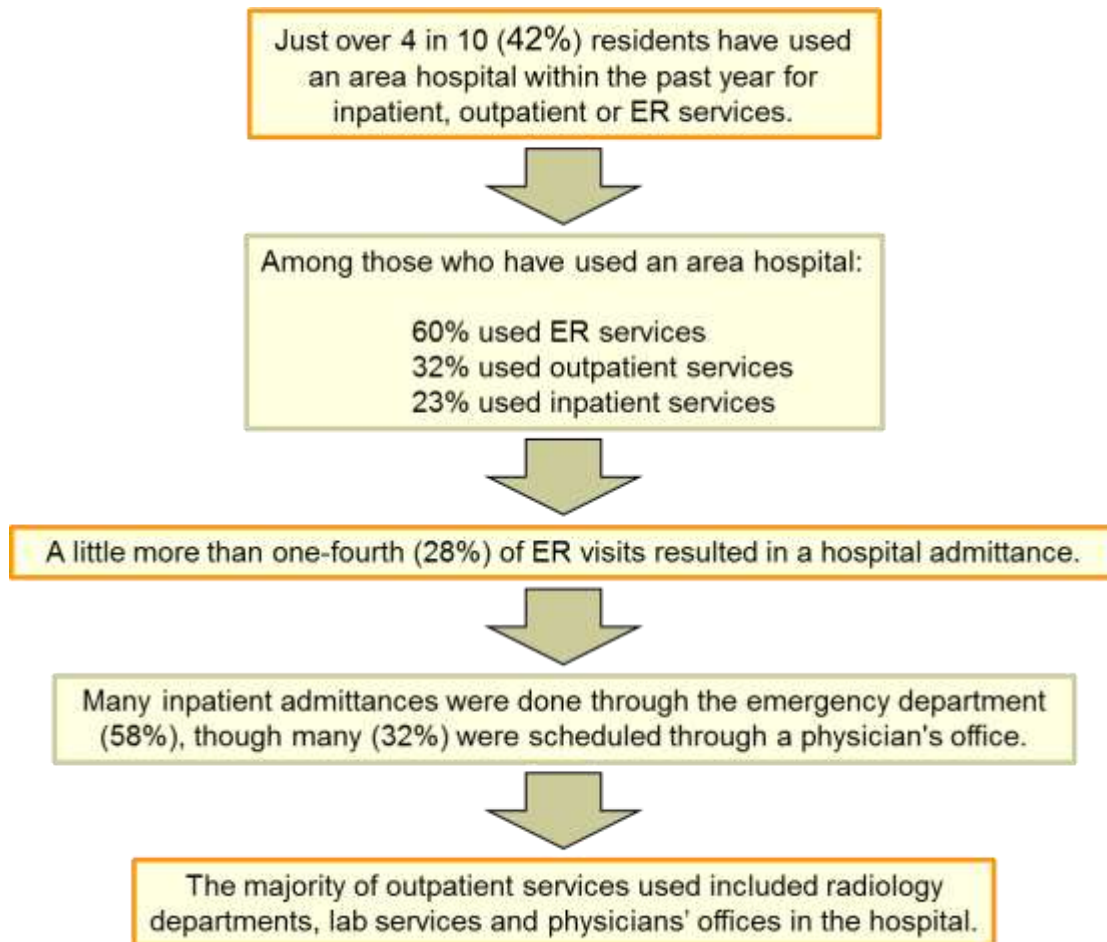 Just over 4 in 10 (42%) residents have used
an area hospital within the past year for
inpatient, outpatient or ER services.
Among those who have used an area hospital:
60% used ER services
32% used outpatient services
23% used inpatient services
A little more than one-fourth (28%) of ER visits resulted in a hospital admittance.
Many inpatient admittances were done through the emergency department
(58%), though many (32%) were scheduled through a physician's office.
The majority of outpatient services used included radiology
departments, lab services and physicians' offices in the hospital.